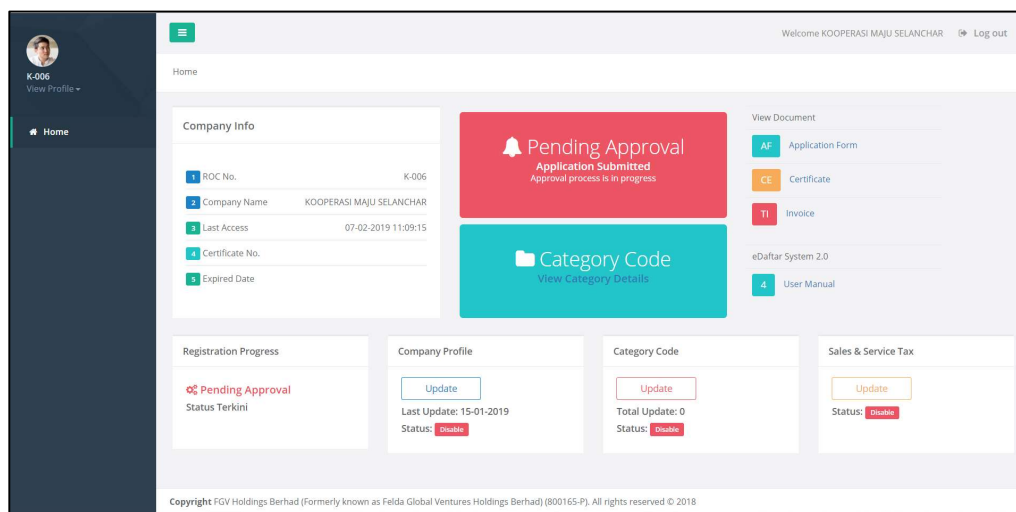 Welcome KOOPERASI MAJU SELANCHAR Log out
K-006
View Profile
Home
Home
Company Info
1 ROC No. K-006
2 Company Name KOOPERASI MAJU SELANCHAR
3 Last Access 07-02-2019 11:09:15
4 Certificate No.
5 Expired Date
Pending Approval
Application Submitted
Approval process is in progress
Category Code
View Category Details
View Document
AF Application Form
CE Certificate
TI Invoice
eDaftar System 2.0
4 User Manual
Registration Progress
Pending Approval
Status Terkini
Company Profile
Update
Last Update: 15-01-2019
Status: Disable
Category Code
Update
Total Update: 0
Status: Disable
Sales & Service Tax
Update
Status: Disable
Copyright FGV Holdings Berhad (Formerly known as Felda Global Ventures Holdings Berhad) (800165-P). All rights reserved © 2018